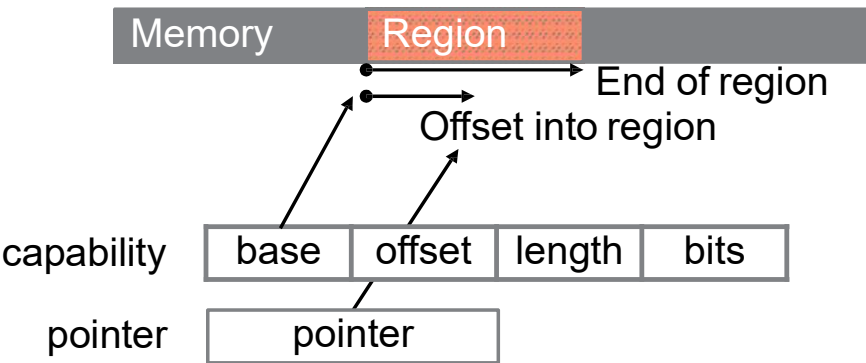 Memory Region
End of region
Offset into region
capability base offset length bits
pointer pointer